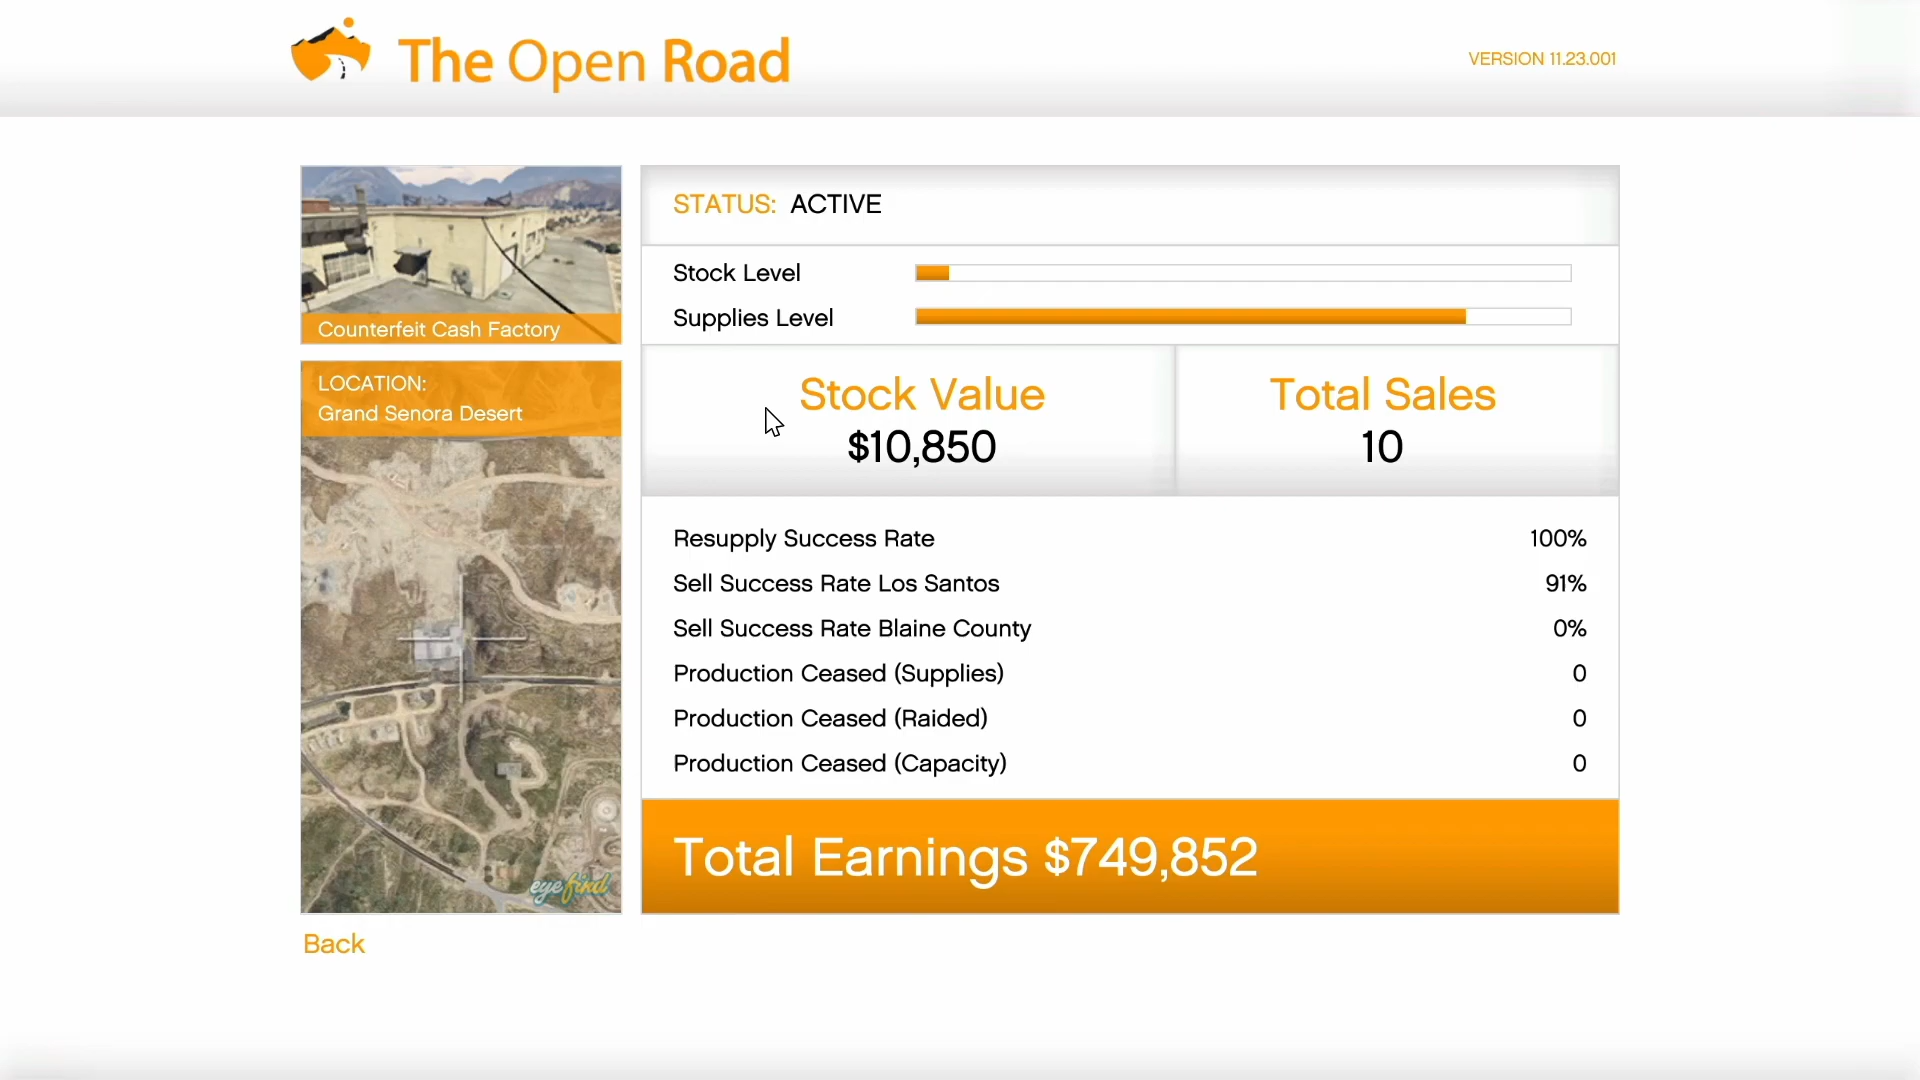 The Open Road
VERSION 11.23.001
Counterfeit Cash Factory
LOCATION:
Grand Senora Desert
eyefind
Back
STATUS: ACTIVE
Stock Level
Supplies Level
Stock Value
$10,850
Total Sales
10
Resupply Success Rate 100%
Sell Success Rate Los Santos 91%
Sell Success Rate Blaine County 0%
Production Ceased (Supplies) 0
Production Ceased (Raided) 0
Production Ceased (Capacity) 0
Total Earnings $749,852